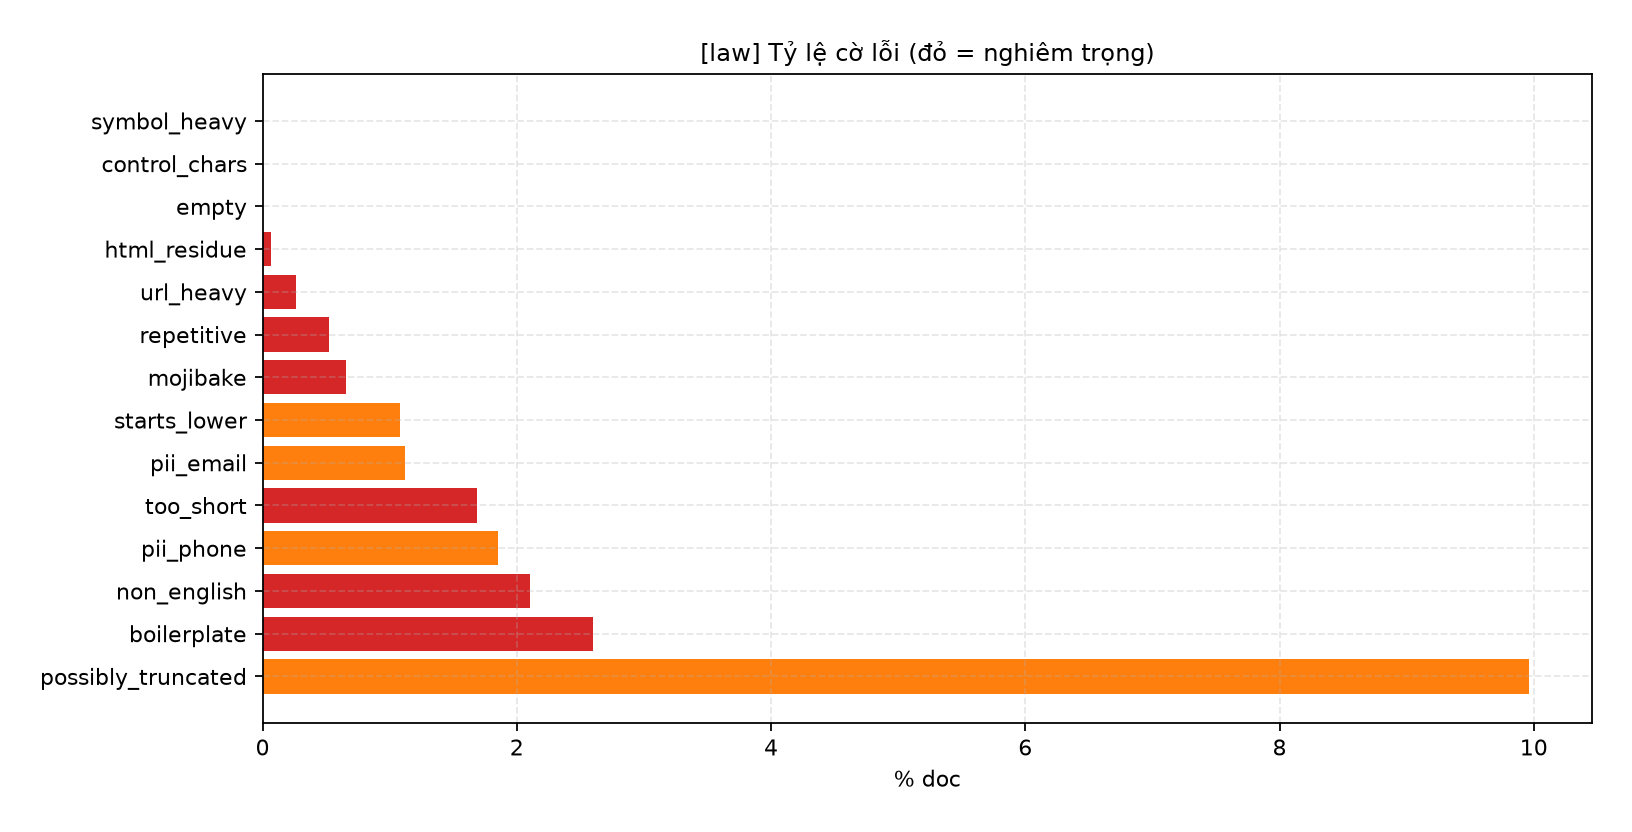 [law] Tỷ lệ cờ lỗi (đỏ = nghiêm trọng)
symbol_heavy
control_chars
empty
html_residue
url_heavy
repetitive
mojibake
starts_lower
pii_email
too_short
pii_phone
non_english
boilerplate
possibly_truncated
0 2 4 6 8 10
% doc